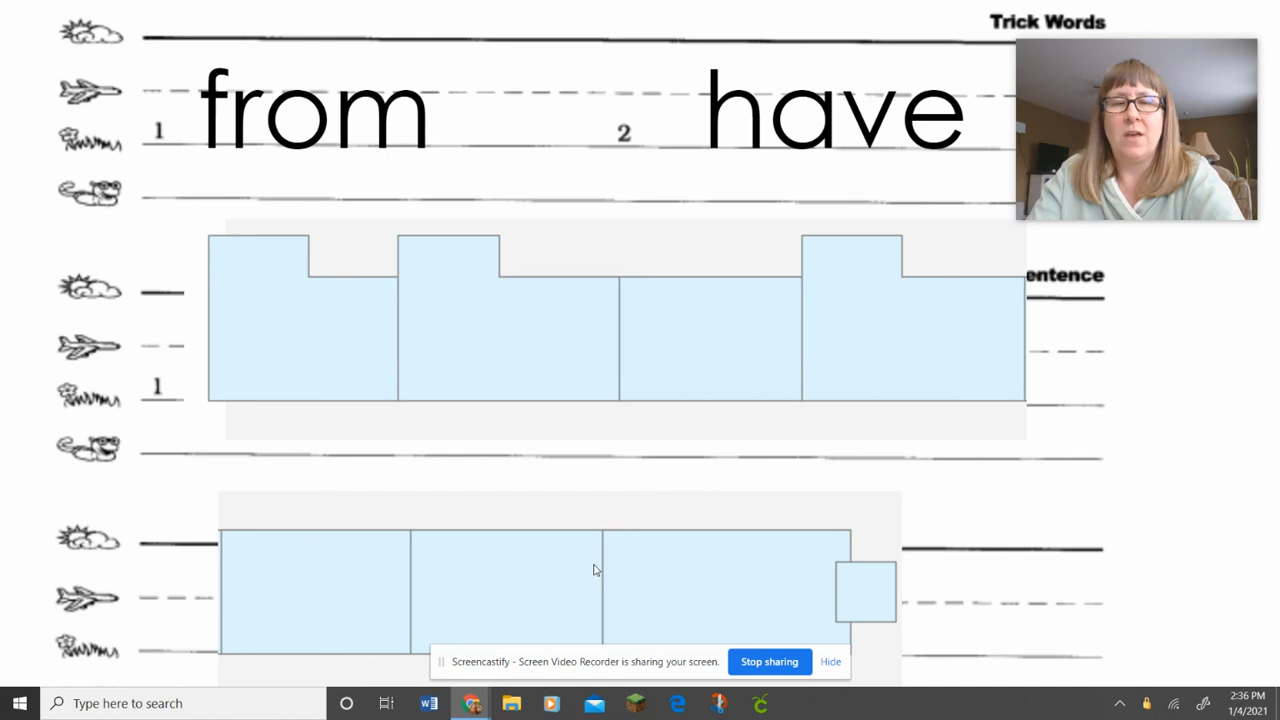 Trick Words
1 from 2 have
entence
1
Screencastify - Screen Video Recorder is sharing your screen. Stop sharing Hide
Type here to search
2:36 PM
1/4/2021